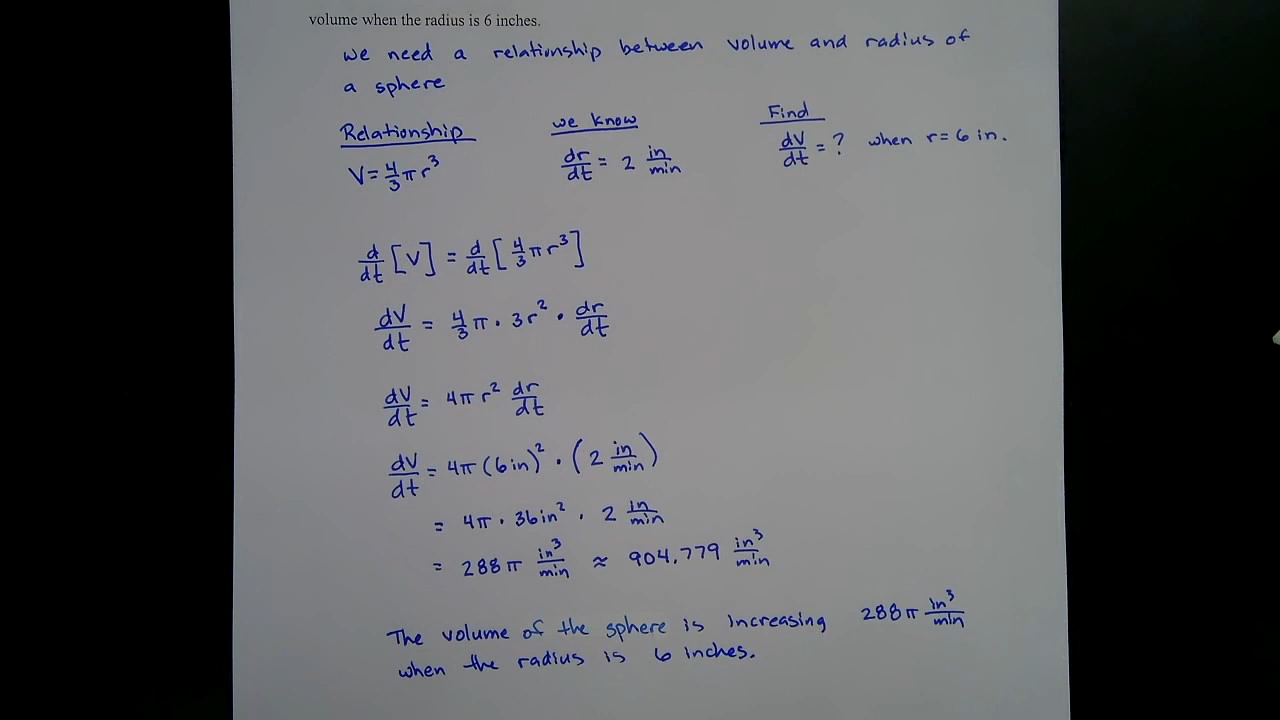 volume when the radius is 6 inches.
we need a relationship between volume and radius of
a sphere
Relationship we know Find
V = 4/3 π r³ dr/dt = 2 in/min dV/dt = ? when r = 6 in.
d/dt [V] = d/dt [4/3 π r³]
dV/dt = 4/3 π · 3r² · dr/dt
dV/dt = 4π r² dr/dt
dV/dt = 4π (6in)² · (2 in/min)
= 4π · 36in² · 2 in/min
= 288π in³/min ≈ 904.779 in³/min
The volume of the sphere is increasing 288π in³/min
when the radius is 6 inches.